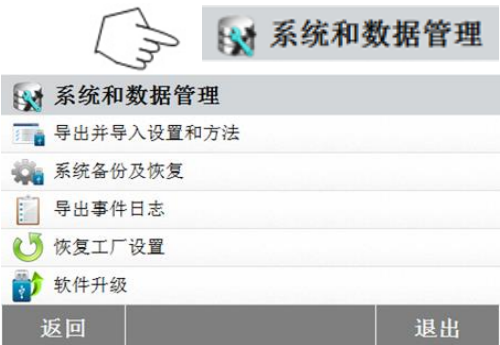 系统和数据管理
系统和数据管理
导出并导入设置和方法
系统备份及恢复
导出事件日志
恢复工厂设置
软件升级
返回
退出